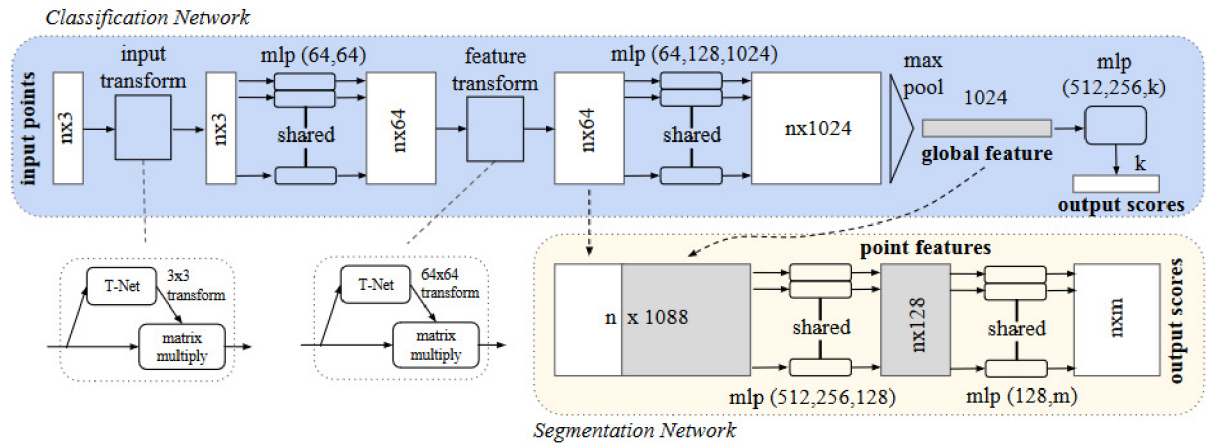 Classification Network
input points
nx3
input
transform
nx3
mlp (64,64)
shared
nx64
feature
transform
nx64
mlp (64,128,1024)
shared
nx1024
max
pool
1024
global feature
mlp
(512,256,k)
k
output scores
T-Net
3x3
transform
matrix
multiply
T-Net
64x64
transform
matrix
multiply
point features
n x 1088
shared
mlp (512,256,128)
nx128
shared
mlp (128,m)
nxm
output scores
Segmentation Network